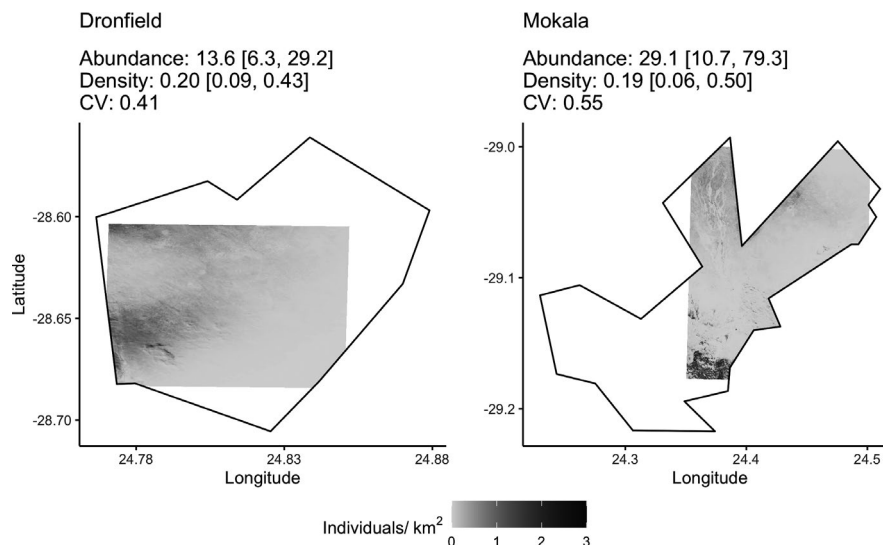 Dronfield
Abundance: 13.6 [6.3, 29.2]
Density: 0.20 [0.09, 0.43]
CV: 0.41
-28.60
-28.65
-28.70
Latitude
24.78
24.83
24.88
Longitude
Mokala
Abundance: 29.1 [10.7, 79.3]
Density: 0.19 [0.06, 0.50]
CV: 0.55
-29.0
-29.1
-29.2
24.3
24.4
24.5
Longitude
Individuals/ km²
0 1 2 3